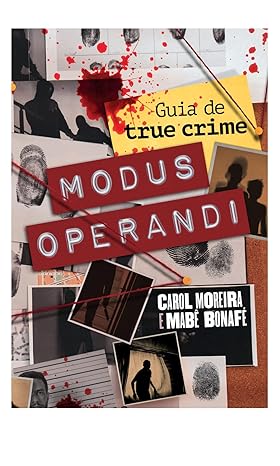 Guia de
true crime
MODUS
OPERANDI
CAROL MOREIRA
E MABÊ BONAFÉ